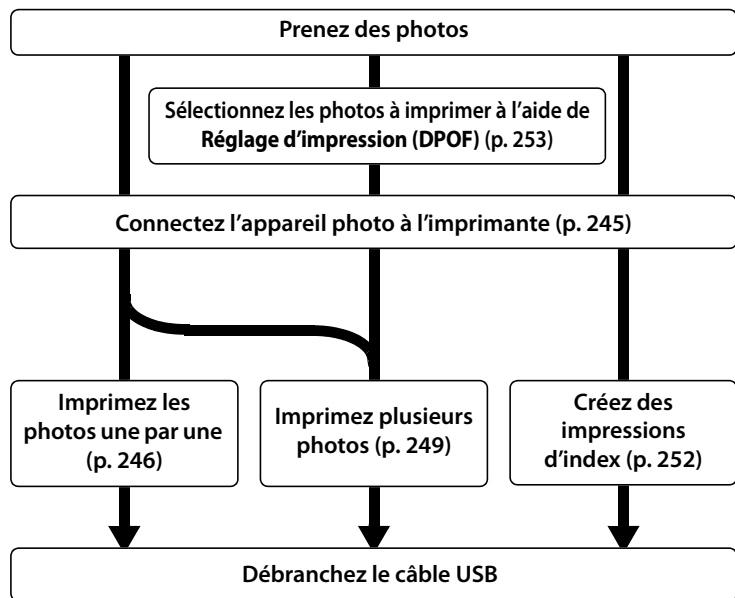 Prenez des photos
Sélectionnez les photos à imprimer à l’aide de
Réglage d’impression (DPOF) (p. 253)
Connectez l’appareil photo à l’imprimante (p. 245)
Imprimez les
photos une par une
(p. 246)
Imprimez plusieurs
photos (p. 249)
Créez des
impressions
d’index (p. 252)
Débranchez le câble USB